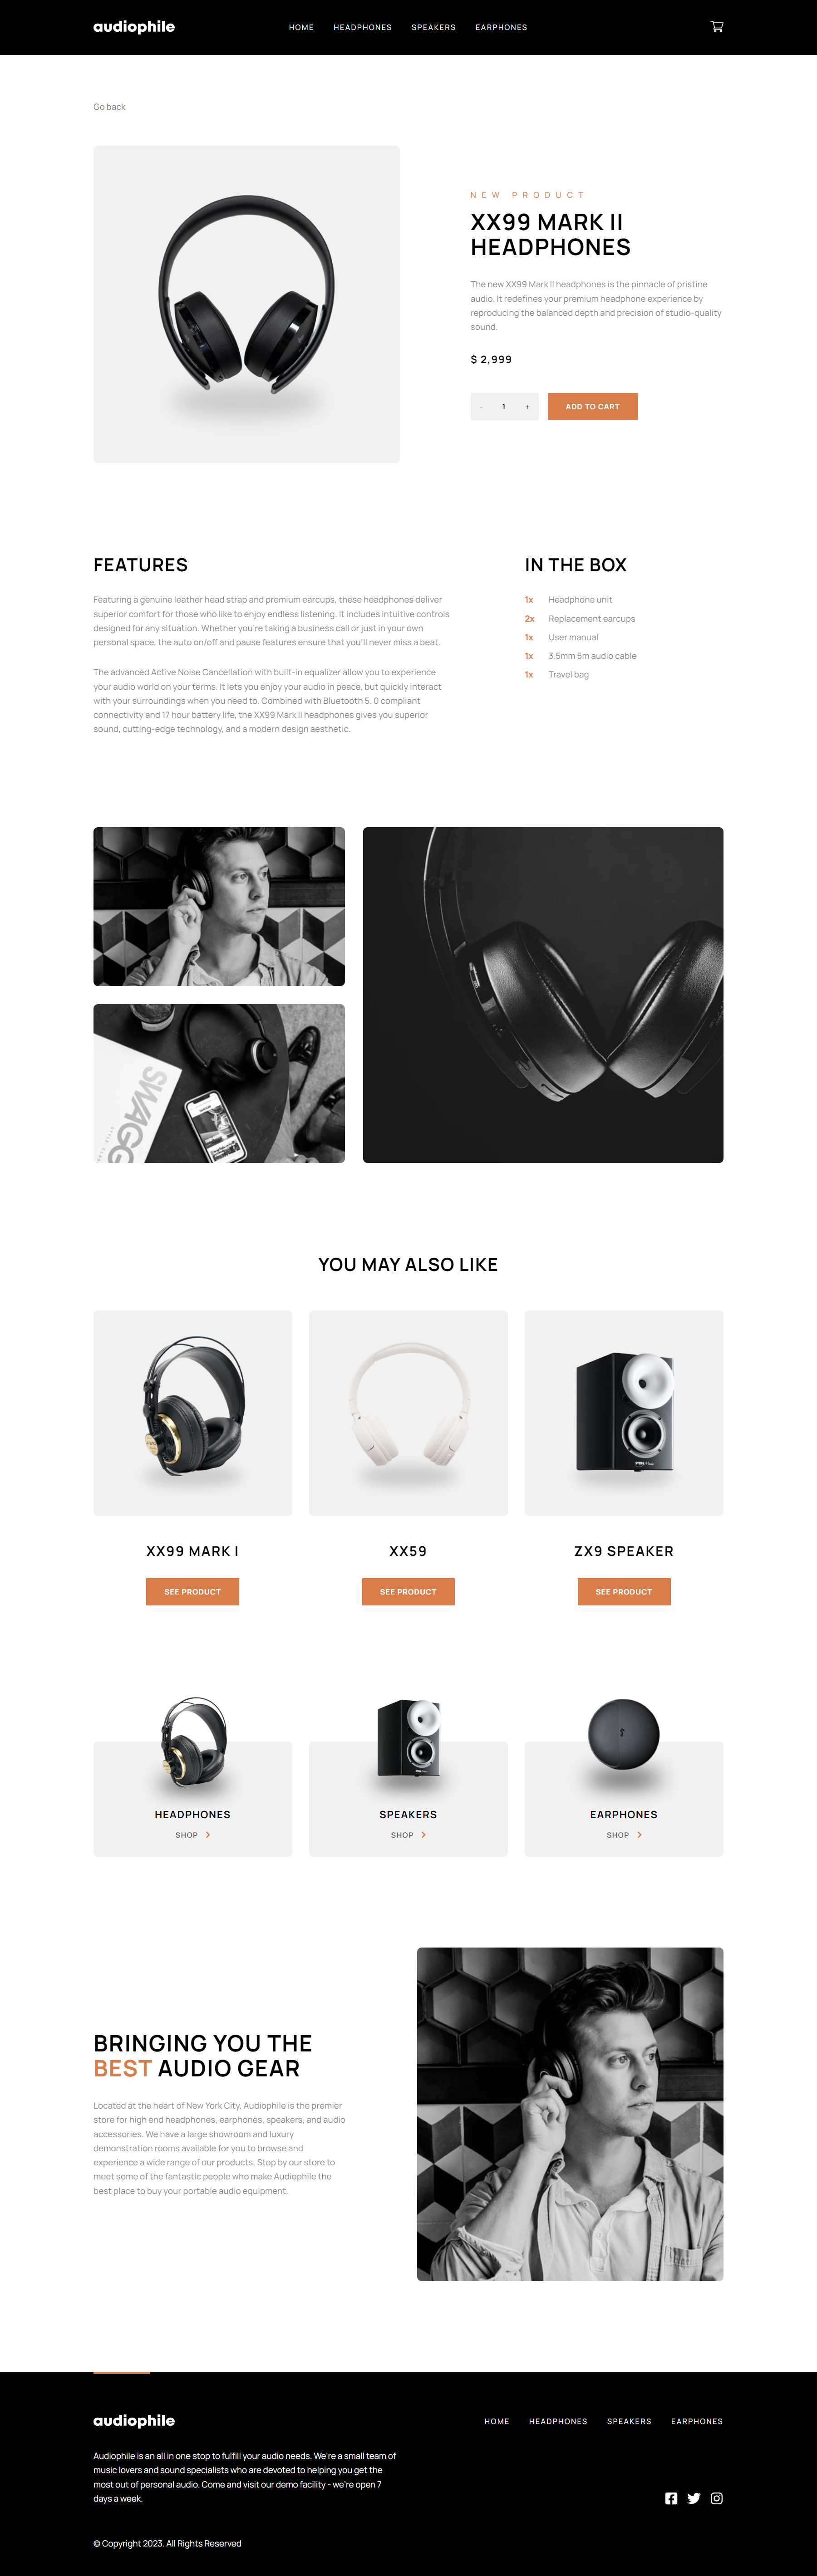 audiophile
HOME HEADPHONES SPEAKERS EARPHONES
Go back
NEW PRODUCT
XX99 MARK II
HEADPHONES
The new XX99 Mark II headphones is the pinnacle of pristine
audio. It redefines your premium headphone experience by
reproducing the balanced depth and precision of studio-quality
sound.
$ 2,999
- 1 +
ADD TO CART
FEATURES
Featuring a genuine leather head strap and premium earcups, these headphones deliver
superior comfort for those who like to enjoy endless listening. It includes intuitive controls
designed for any situation. Whether you're taking a business call or just in your own
personal space, the auto on/off and pause features ensure that you'll never miss a beat.
The advanced Active Noise Cancellation with built-in equalizer allow you to experience
your audio world on your terms. It lets you enjoy your audio in peace, but quickly interact
with your surroundings when you need to. Combined with Bluetooth 5. 0 compliant
connectivity and 17 hour battery life, the XX99 Mark II headphones gives you superior
sound, cutting-edge technology, and a modern design aesthetic.
IN THE BOX
1x Headphone unit
2x Replacement earcups
1x User manual
1x 3.5mm 5m audio cable
1x Travel bag
SWAGG
YOU MAY ALSO LIKE
XX99 MARK I
SEE PRODUCT
XX59
SEE PRODUCT
ZX9 SPEAKER
SEE PRODUCT
HEADPHONES
SHOP
SPEAKERS
SHOP
EARPHONES
SHOP
BRINGING YOU THE
BEST AUDIO GEAR
Located at the heart of New York City, Audiophile is the premier
store for high end headphones, earphones, speakers, and audio
accessories. We have a large showroom and luxury
demonstration rooms available for you to browse and
experience a wide range of our products. Stop by our store to
meet some of the fantastic people who make Audiophile the
best place to buy your portable audio equipment.
audiophile
HOME HEADPHONES SPEAKERS EARPHONES
Audiophile is an all in one stop to fulfill your audio needs. We're a small team of
music lovers and sound specialists who are devoted to helping you get the
most out of personal audio. Come and visit our demo facility - we're open 7
days a week.
© Copyright 2023. All Rights Reserved